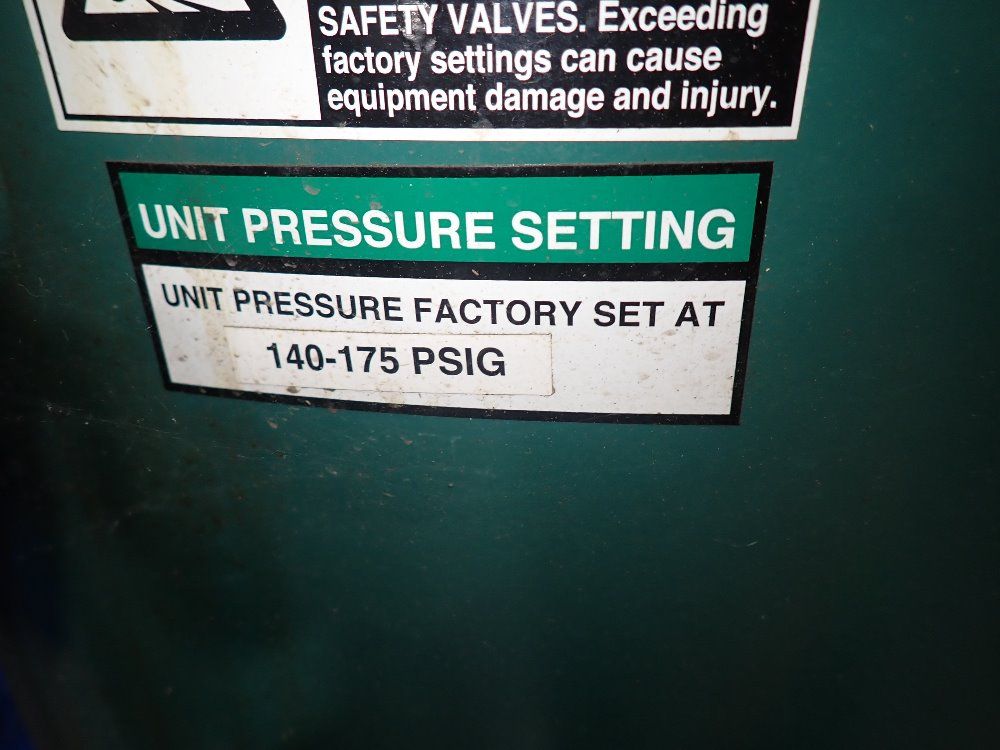 SAFETY VALVES. Exceeding
factory settings can cause
equipment damage and injury.
UNIT PRESSURE SETTING
UNIT PRESSURE FACTORY SET AT
140-175 PSIG